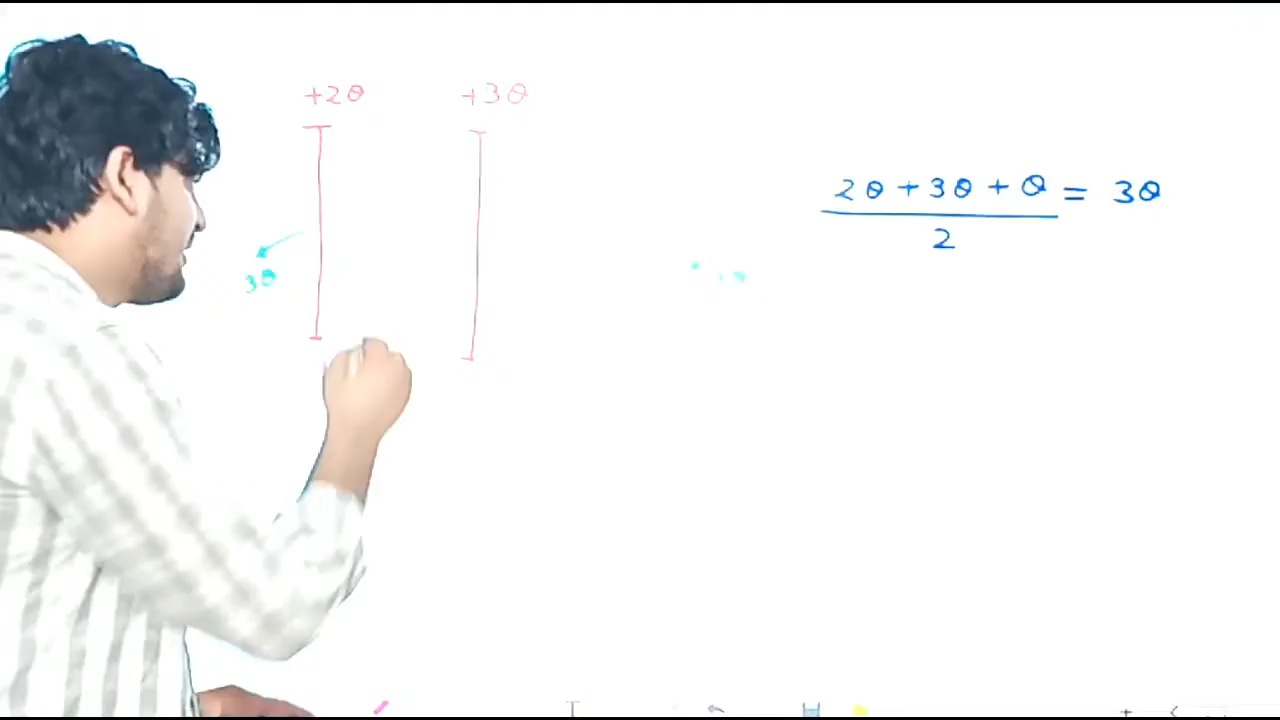 +2θ +3θ
2θ + 3θ + θ = 3θ
2
3θ